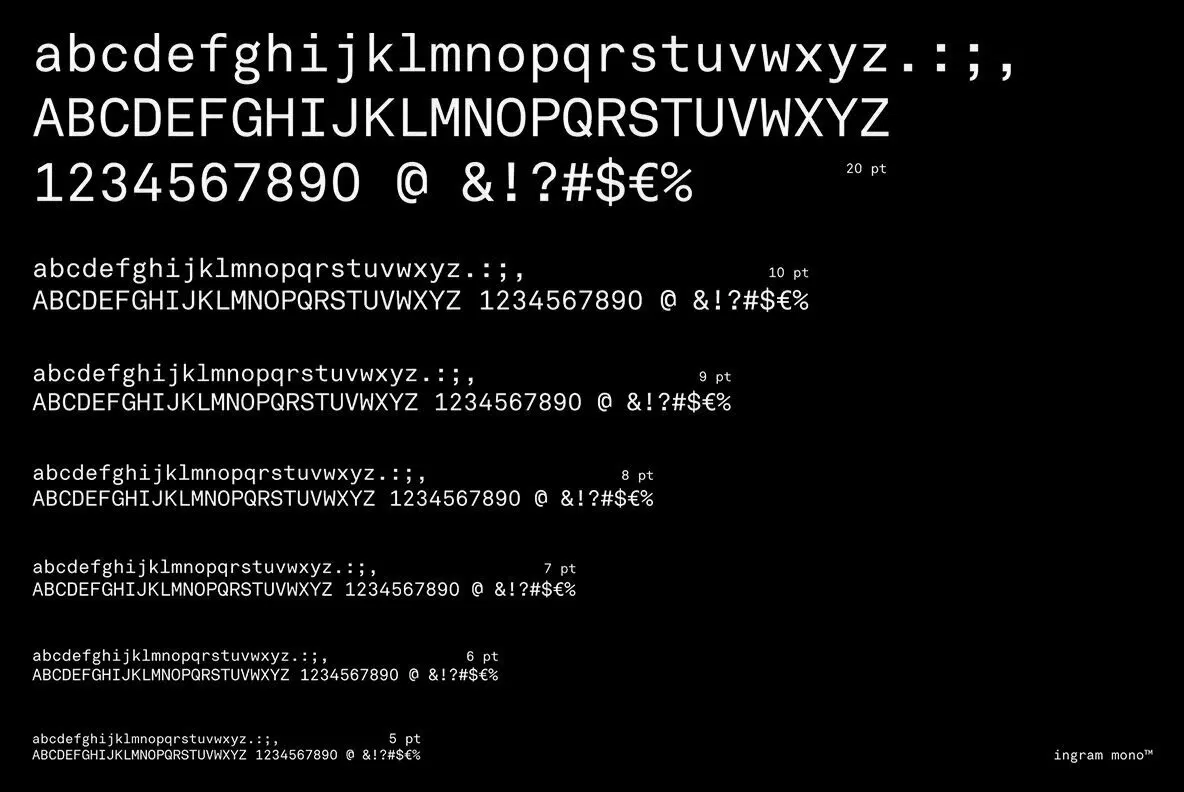 abcdefghijklmnopqrstuvwxyz.:;,
ABCDEFGHIJKLMNOPQRSTUVWXYZ
1234567890 @ &!?#$€%
20 pt
abcdefghijklmnopqrstuvwxyz.:;,
10 pt
ABCDEFGHIJKLMNOPQRSTUVWXYZ 1234567890 @ &!?#$€%
abcdefghijklmnopqrstuvwxyz.:;,
9 pt
ABCDEFGHIJKLMNOPQRSTUVWXYZ 1234567890 @ &!?#$€%
abcdefghijklmnopqrstuvwxyz.:;,
8 pt
ABCDEFGHIJKLMNOPQRSTUVWXYZ 1234567890 @ &!?#$€%
abcdefghijklmnopqrstuvwxyz.:;,
7 pt
ABCDEFGHIJKLMNOPQRSTUVWXYZ 1234567890 @ &!?#$€%
abcdefghijklmnopqrstuvwxyz.:;,
6 pt
ABCDEFGHIJKLMNOPQRSTUVWXYZ 1234567890 @ &!?#$€%
abcdefghijklmnopqrstuvwxyz.:;,
5 pt
ABCDEFGHIJKLMNOPQRSTUVWXYZ 1234567890 @ &!?#$€%
ingram mono™